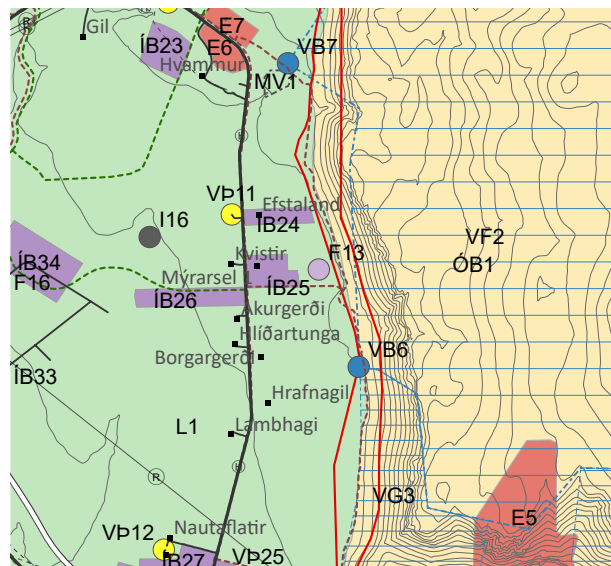 R
Gil
E7
E6
ÍB23
Hvammur
VB7
MV1
H
VÞ11
Efstaland
I16
ÍB24
VF2
ÓB1
ÍB34
Kvistir
F13
F16
Mýrarsel
ÍB25
ÍB26
Akurgerði
Hlíðartunga
VB6
Borgargerði
ÍB33
Hrafnagil
L1
Lambhagi
H
R
VG3
E5
Nautaflatir
VÞ12
ÍB27
VÞ25